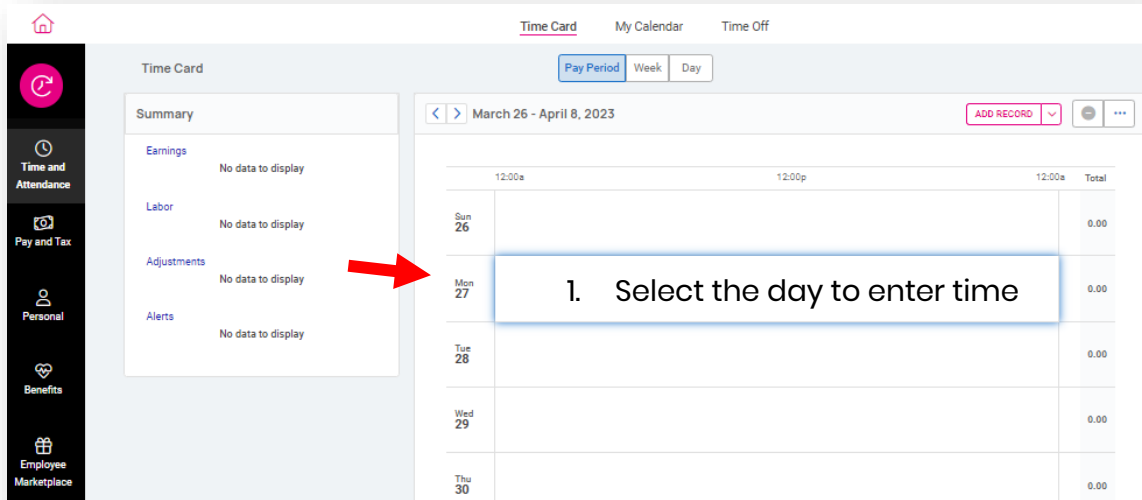 Time Card My Calendar Time Off
Time Card
Pay Period Week Day
Summary
March 26 - April 8, 2023
ADD RECORD
Time and
Attendance
Pay and Tax
Personal
Benefits
Employee
Marketplace
Earnings
No data to display
Labor
No data to display
Adjustments
No data to display
Alerts
No data to display
12:00a 12:00p 12:00a Total
Sun
26 0.00
Mon
27 1. Select the day to enter time 0.00
Tue
28 0.00
Wed
29 0.00
Thu
30 0.00